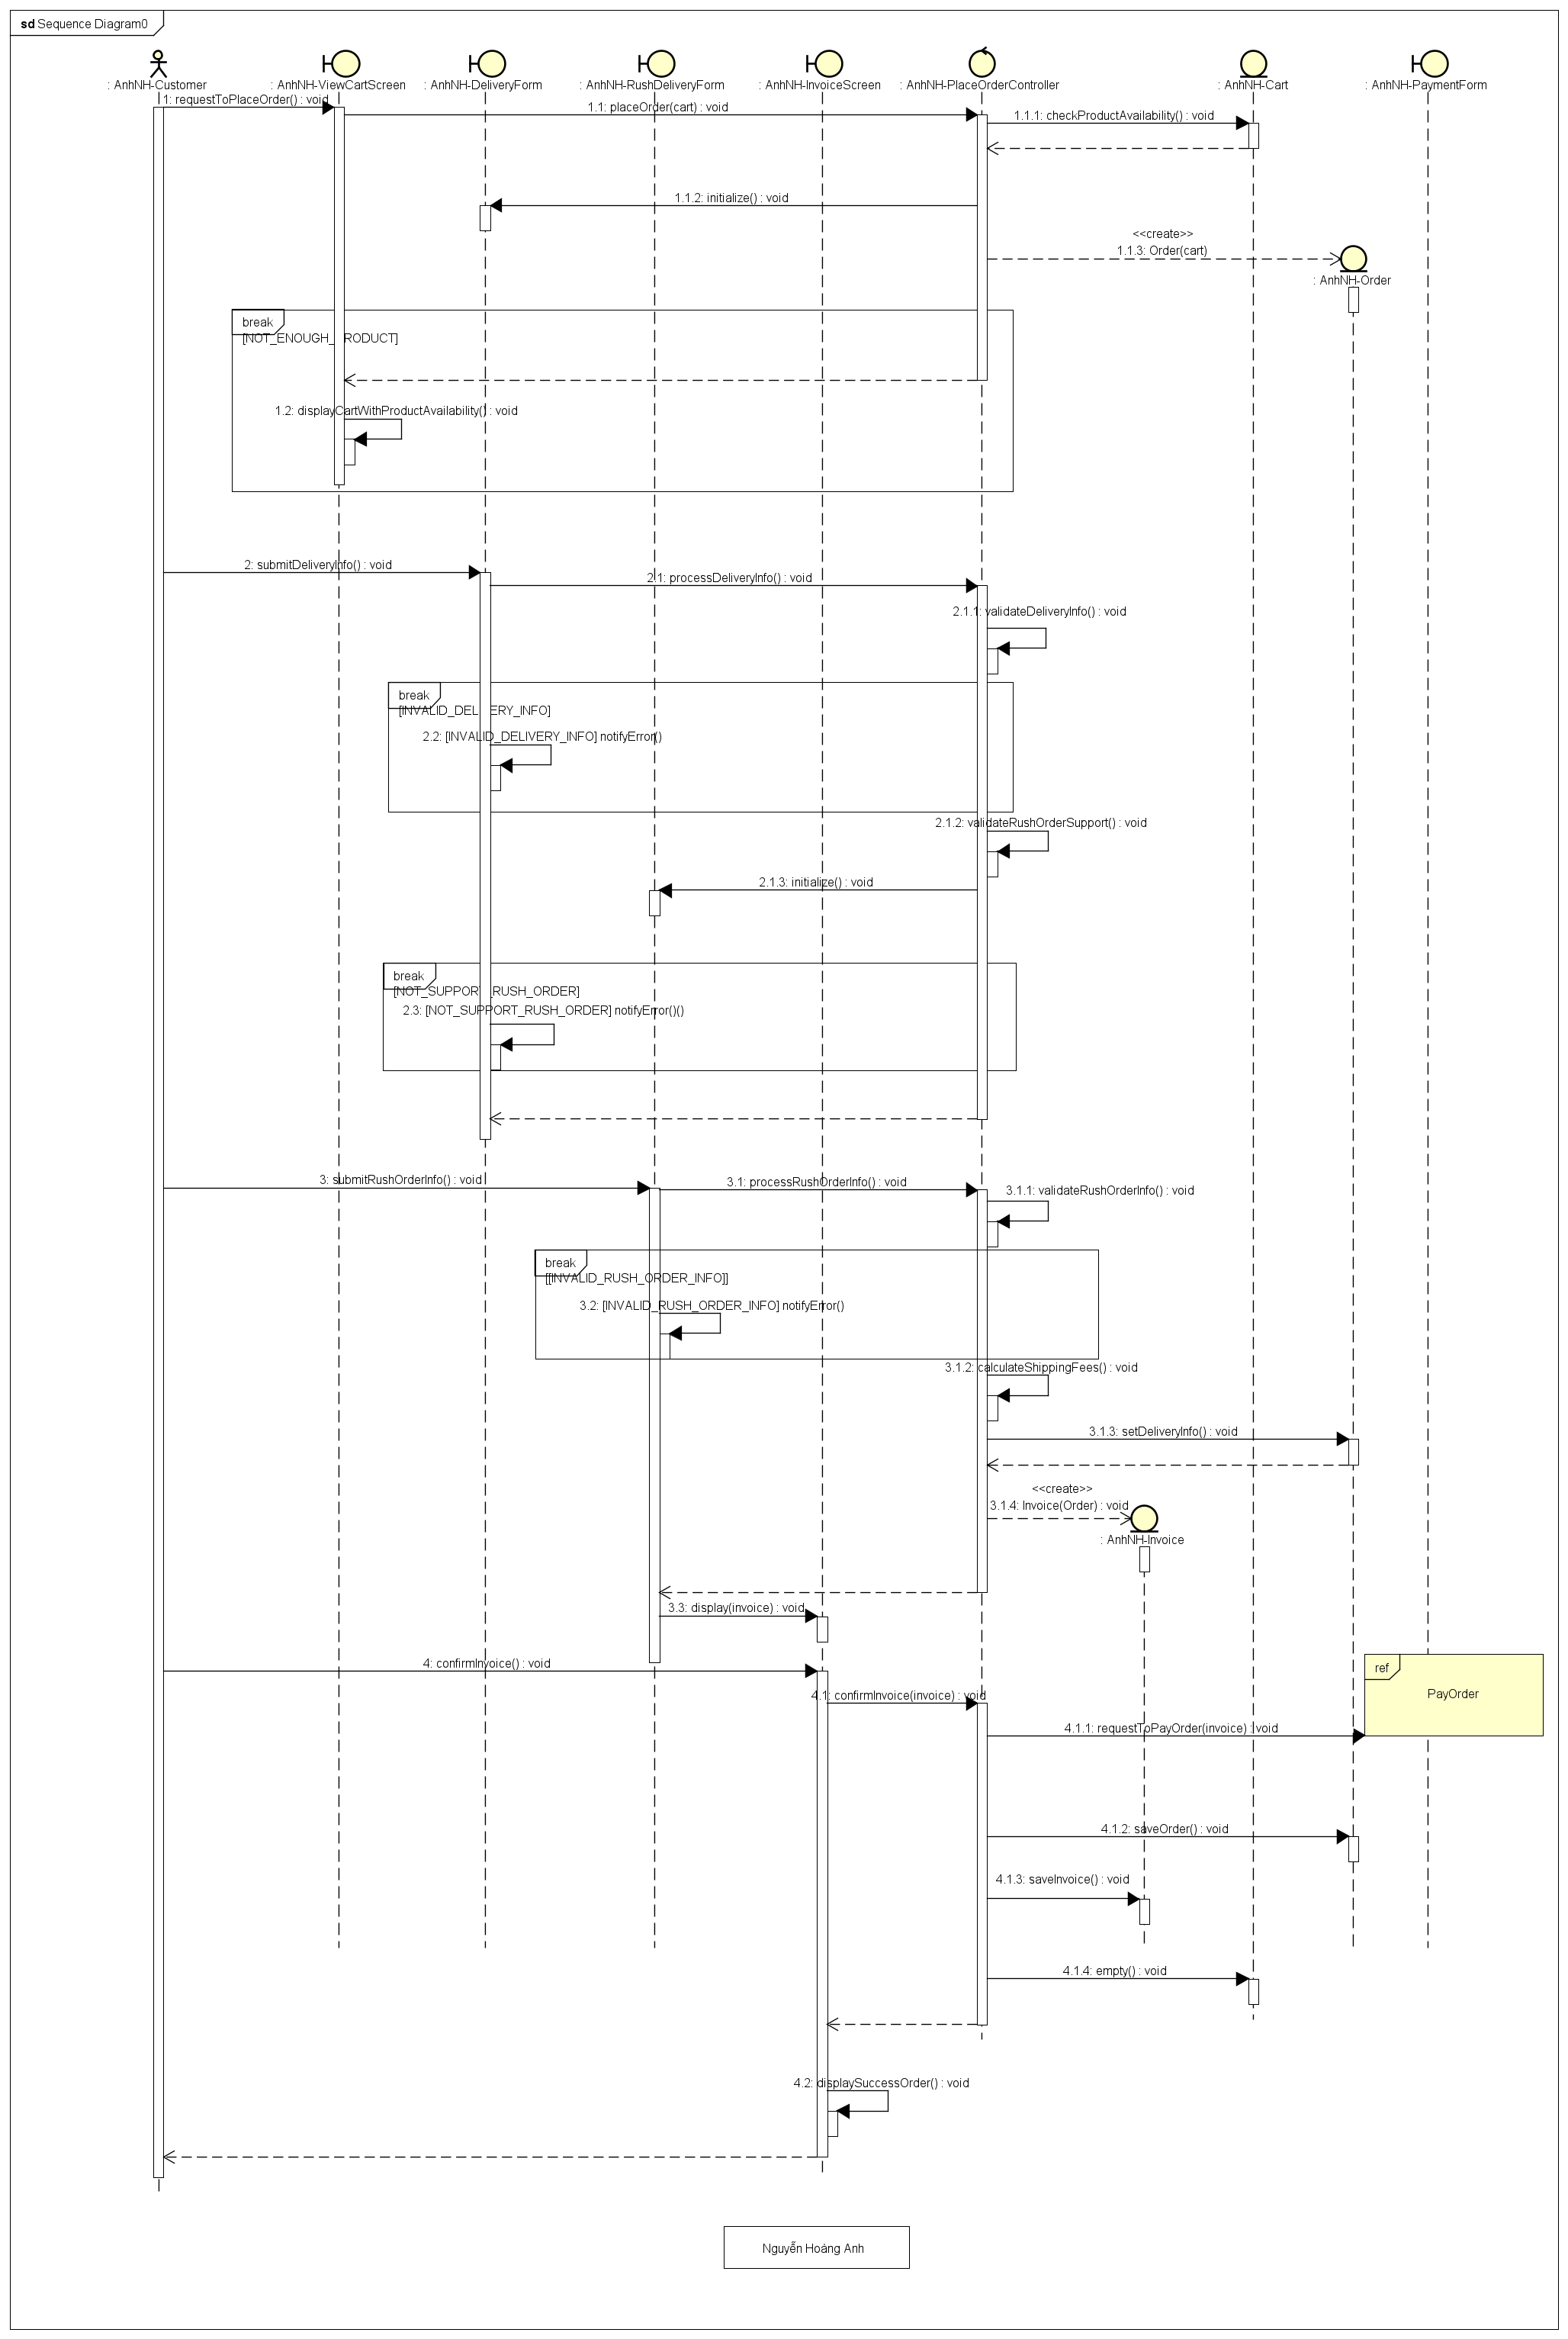 sd Sequence Diagram0
: AnhNH-Customer
: AnhNH-ViewCartScreen
: AnhNH-DeliveryForm
: AnhNH-RushDeliveryForm
: AnhNH-InvoiceScreen
: AnhNH-PlaceOrderController
: AnhNH-Cart
: AnhNH-PaymentForm
1: requestToPlaceOrder() : void
1.1: placeOrder(cart) : void
1.1.1: checkProductAvailability() : void
1.1.2: initialize() : void
<<create>>
1.1.3: Order(cart)
: AnhNH-Order
break
[NOT_ENOUGH_PRODUCT]
1.2: displayCartWithProductAvailability() : void
2: submitDeliveryInfo() : void
2.1: processDeliveryInfo() : void
2.1.1: validateDeliveryInfo() : void
break
[INVALID_DELIVERY_INFO]
2.2: [INVALID_DELIVERY_INFO] notifyError()
2.1.2: validateRushOrderSupport() : void
2.1.3: initialize() : void
break
[NOT_SUPPORT_RUSH_ORDER]
2.3: [NOT_SUPPORT_RUSH_ORDER] notifyError()()
3: submitRushOrderInfo() : void
3.1: processRushOrderInfo() : void
3.1.1: validateRushOrderInfo() : void
break
[[INVALID_RUSH_ORDER_INFO]]
3.2: [INVALID_RUSH_ORDER_INFO] notifyError()
3.1.2: calculateShippingFees() : void
3.1.3: setDeliveryInfo() : void
<<create>>
3.1.4: Invoice(Order) : void
: AnhNH-Invoice
3.3: display(invoice) : void
4: confirmInvoice() : void
ref
PayOrder
4.1: confirmInvoice(invoice) : void
4.1.1: requestToPayOrder(invoice) : void
4.1.2: saveOrder() : void
4.1.3: saveInvoice() : void
4.1.4: empty() : void
4.2: displaySuccessOrder() : void
Nguyễn Hoàng Anh